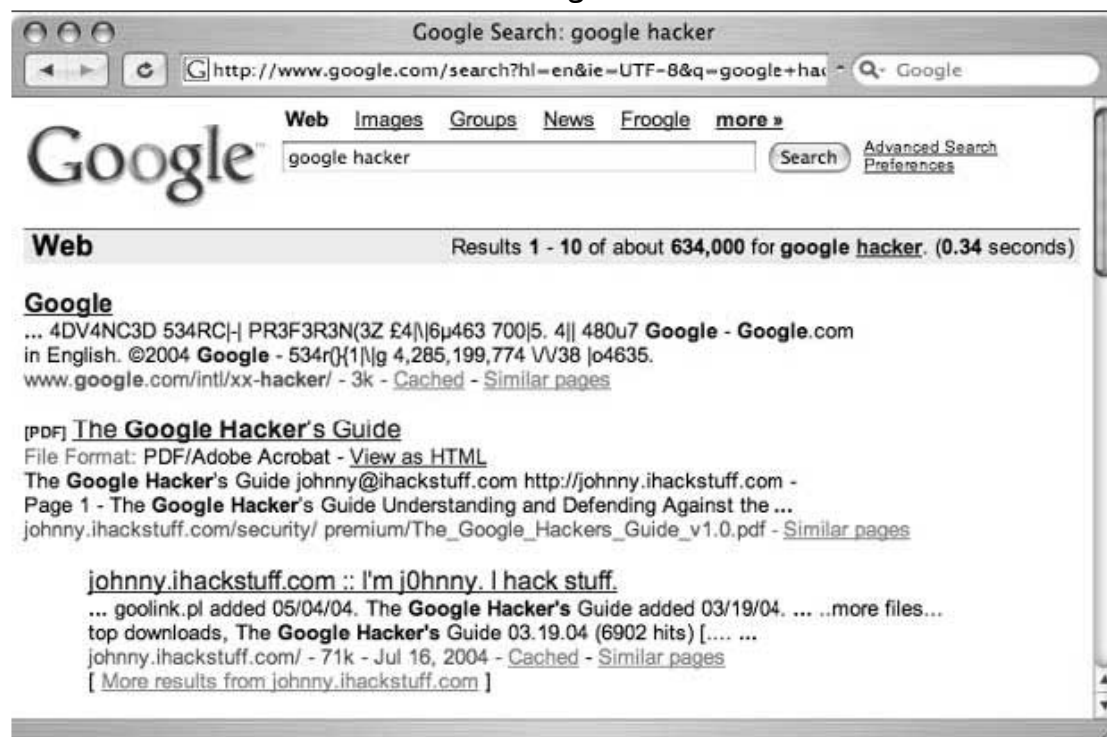 Google Search: google hacker
http://www.google.com/search?hl=en&ie=UTF-8&q=google+hac
Google
Web Images Groups News Froogle more »
Google
google hacker
Search
Advanced Search
Preferences
Web
Results 1 - 10 of about 634,000 for google hacker. (0.34 seconds)
Google
... 4DV4NC3D 534RC|-| PR3F3R3N(3Z £4|\|6µ463 700|5. 4|| 480u7 Google - Google.com
in English. ©2004 Google - 534r(){1|\|g 4,285,199,774 \/\/38 |o4635.
www.google.com/intl/xx-hacker/ - 3k - Cached - Similar pages
[PDF] The Google Hacker's Guide
File Format: PDF/Adobe Acrobat - View as HTML
The Google Hacker's Guide johnny@ihackstuff.com http://johnny.ihackstuff.com -
Page 1 - The Google Hacker's Guide Understanding and Defending Against the ...
johnny.ihackstuff.com/security/ premium/The_Google_Hackers_Guide_v1.0.pdf - Similar pages
johnny.ihackstuff.com :: I'm j0hnny. I hack stuff.
... goolink.pl added 05/04/04. The Google Hacker's Guide added 03/19/04. ... ..more files...
top downloads, The Google Hacker's Guide 03.19.04 (6902 hits) [.... ...
johnny.ihackstuff.com/ - 71k - Jul 16, 2004 - Cached - Similar pages
[ More results from johnny.ihackstuff.com ]